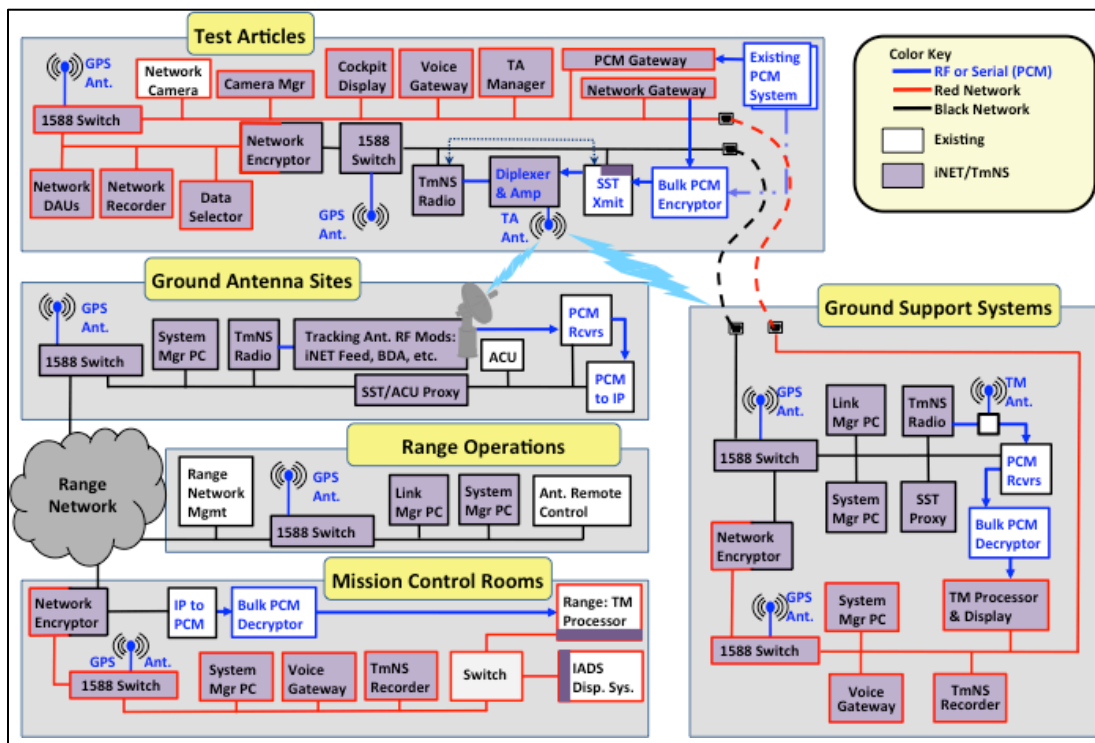 Test Articles
GPS
Ant.
Network
Camera
Camera Mgr
Cockpit
Display
Voice
Gateway
TA
Manager
PCM Gateway
Network Gateway
Existing
PCM
System
1588 Switch
Network
Encryptor
1588
Switch
Network
DAUs
Network
Recorder
Data
Selector
GPS
Ant.
TmNS
Radio
Diplexer
& Amp
TA
Ant.
SST
Xmit
Bulk PCM
Encryptor
Color Key
RF or Serial (PCM)
Red Network
Black Network
Existing
iNET/TmNS
Ground Antenna Sites
GPS
Ant.
1588 Switch
System
Mgr PC
TmNS
Radio
Tracking Ant. RF Mods:
iNET Feed, BDA, etc.
SST/ACU Proxy
ACU
PCM
Rcvrs
PCM
to IP
Range
Network
Range Operations
Range
Network
Mgmt
GPS
Ant.
1588 Switch
Link
Mgr PC
System
Mgr PC
Ant. Remote
Control
Mission Control Rooms
Network
Encryptor
IP to
PCM
Bulk PCM
Decryptor
Range: TM
Processor
GPS Ant.
1588 Switch
System
Mgr PC
Voice
Gateway
TmNS
Recorder
Switch
IADS
Disp. Sys.
Ground Support Systems
GPS
Ant.
1588 Switch
Link
Mgr PC
System
Mgr PC
TmNS
Radio
SST
Proxy
TM
Ant.
PCM
Rcvrs
Bulk PCM
Decryptor
Network
Encryptor
GPS
Ant.
1588 Switch
System
Mgr PC
TM Processor
& Display
Voice
Gateway
TmNS
Recorder